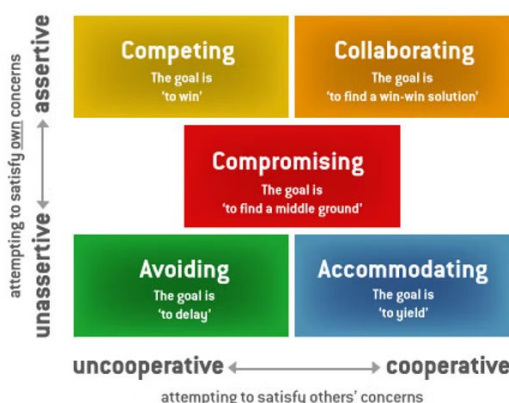 attempting to satisfy own concerns
assertive
unassertive
Competing
The goal is
'to win'
Collaborating
The goal is
'to find a win-win solution'
Compromising
The goal is
'to find a middle ground'
Avoiding
The goal is
'to delay'
Accommodating
The goal is
'to yield'
uncooperative
cooperative
attempting to satisfy others' concerns